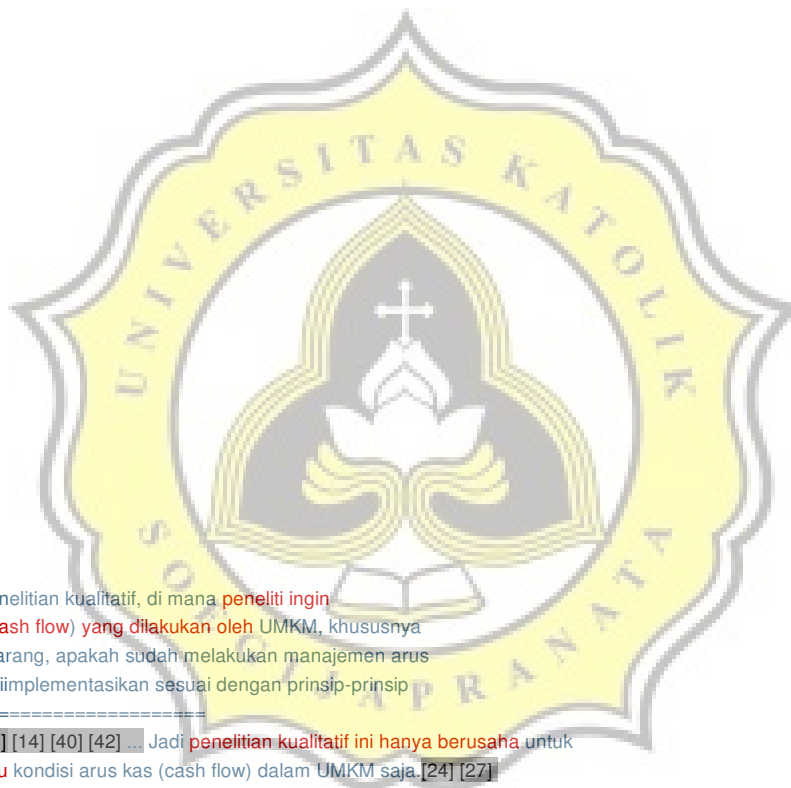 UNIVERSITAS KATOLIK
SOEGIJAPRANATA
nelitian kualitatif, di mana peneliti ingin
ash flow) yang dilakukan oleh UMKM, khususnya
arang, apakah sudah melakukan manajemen arus
iimplementasikan sesuai dengan prinsip-prinsip
===================
] [14] [40] [42] ... Jadi penelitian kualitatif ini hanya berusaha untuk
u kondisi arus kas (cash flow) dalam UMKM saja.[24] [27]